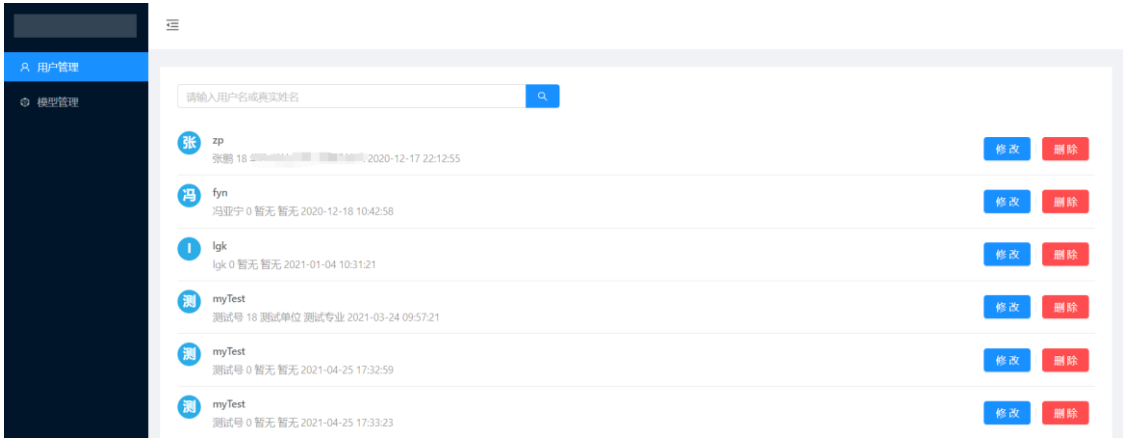 用户管理
模型管理
请输入用户名或真实姓名
张
zp
张鹏 18 2020-12-17 22:12:55
修 改
删 除
冯
fyn
冯亚宁 0 暂无 暂无 2020-12-18 10:42:58
修 改
删 除
l
lgk
lgk 0 暂无 暂无 2021-01-04 10:31:21
修 改
删 除
测
myTest
测试号 18 测试单位 测试专业 2021-03-24 09:57:21
修 改
删 除
测
myTest
测试号 0 暂无 暂无 2021-04-25 17:32:59
修 改
删 除
测
myTest
测试号 0 暂无 暂无 2021-04-25 17:33:23
修 改
删 除